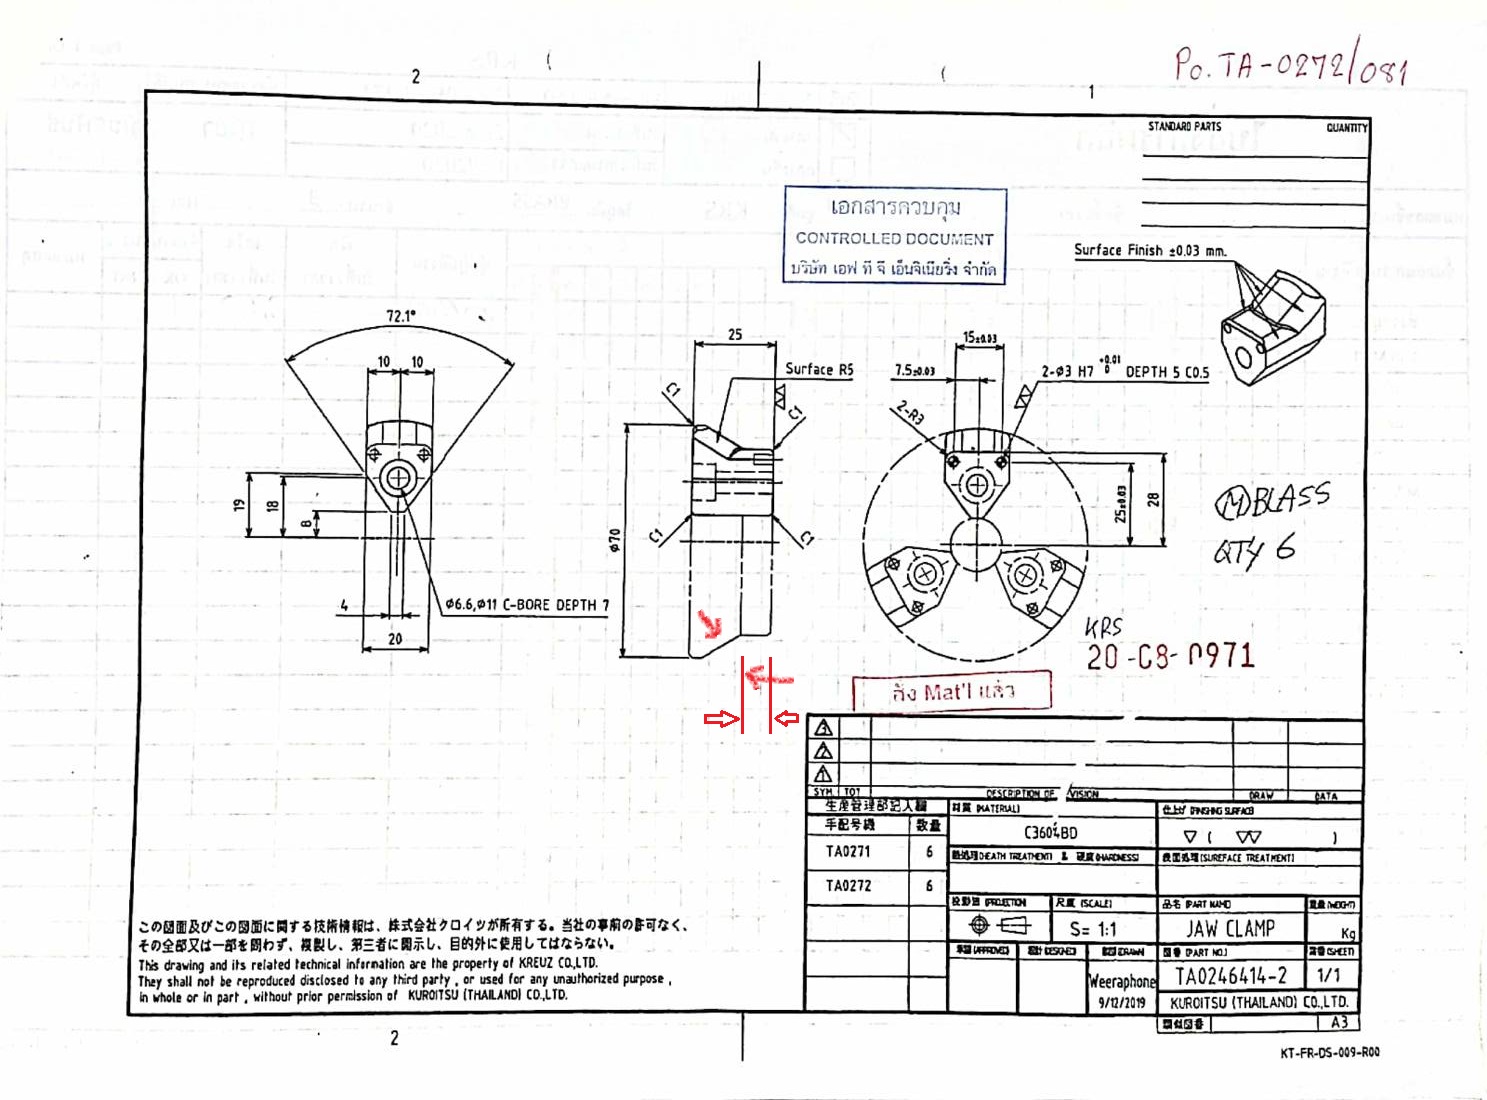 Po. TA-0272/081
2
1
STANDARD PARTS QUANTITY
เอกสารควบคุม
CONTROLLED DOCUMENT
บริษัท เอฟ ที จี เอ็นจิเนียริ่ง จำกัด
Surface Finish ±0.03 mm.
72.1°
10 10
19
18
8
4
20
Ø6.6,Ø11 C-BORE DEPTH 7
25
Surface R5
C1
C1
C1
C1
Ø70
15±0.03
7.5±0.03
2-Ø3 H7 +0.01 0 DEPTH 5 C0.5
2-R3
25±0.03
28
M BLASS
QTY 6
KRS
20-C8-0971
สั่ง Mat'l แล้ว
3
2
1
SYM. TOT DESCRIPTION OF VISION DRAW DATA
生産管理部記入欄
手配号機 数量
TA0271 6
TA0272 6
材質 (MATERIAL)
C3604BD
仕上げ (FINISHING SURFACE)
熱処理(HEATH TREATMENT) & 硬度(HARDNESS)
表面処理(SUREFACE TREATMENT)
投影図 (PROJECTION
尺度 (SCALE)
S= 1:1
品名 (PART NAME)
JAW CLAMP
重量(WEIGHT)
Kg
承認(APPROVED) 設計 DESIGNED 製図DRAWN
Weeraphone
9/12/2019
図番 (PART NO.)
TA0246414-2
(SHEET)
1/1
KUROITSU (THAILAND) CO.,LTD.
類似図番
A3
この図面及びこの図面に関する技術情報は、株式会社クロイツが所有する。当社の事前の許可なく、
その全部又は一部を問わず、複製し、第三者に開示し、目的外に使用してはならない。
This drawing and its related technical information are the property of KREUZ CO.,LTD.
They shall not be reproduced disclosed to any third party , or used for any unauthorized purpose ,
in whole or in part , without prior permission of KUROITSU (THAILAND) CO.,LTD.
2
KT-FR-DS-009-R00